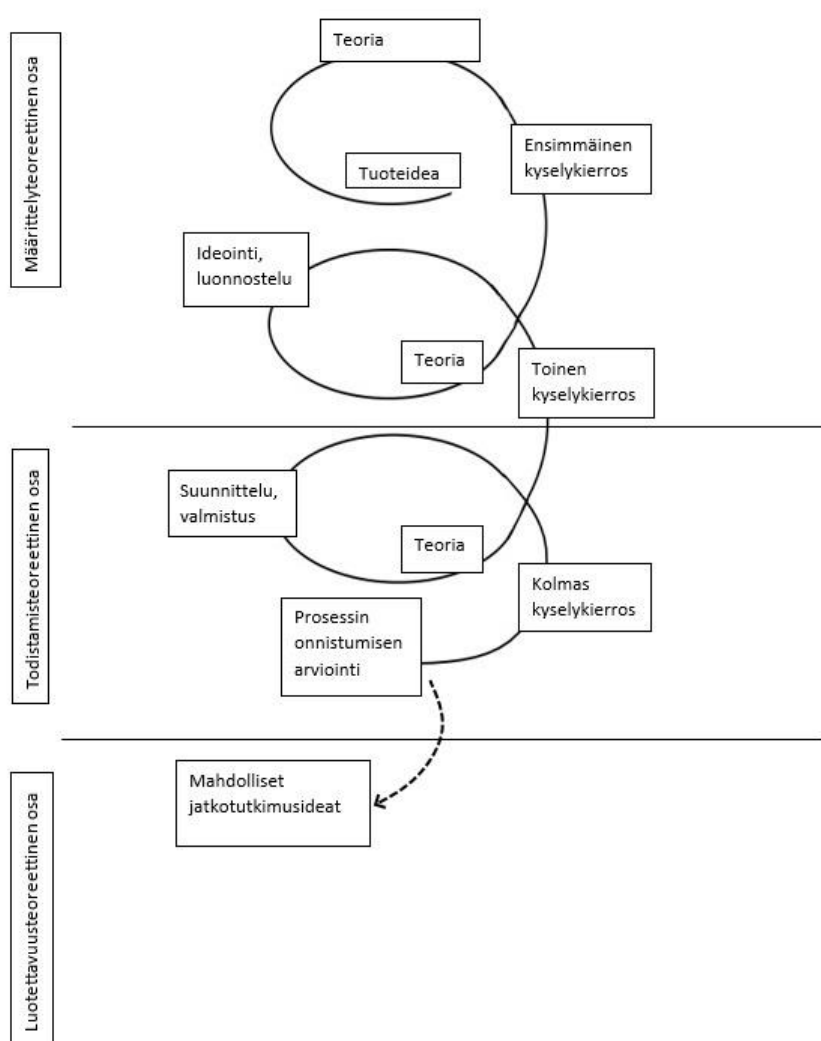 Määrittelyteoreettinen osa
Teoria
Tuoteidea
Ensimmäinen
kyselykierros
Ideointi,
luonnostelu
Teoria
Toinen
kyselykierros
Todistamisteoreettinen osa
Suunnittelu,
valmistus
Teoria
Kolmas
kyselykierros
Prosessin
onnistumisen
arviointi
Luotettavuusteoreettinen osa
Mahdolliset
jatkotutkimusideat